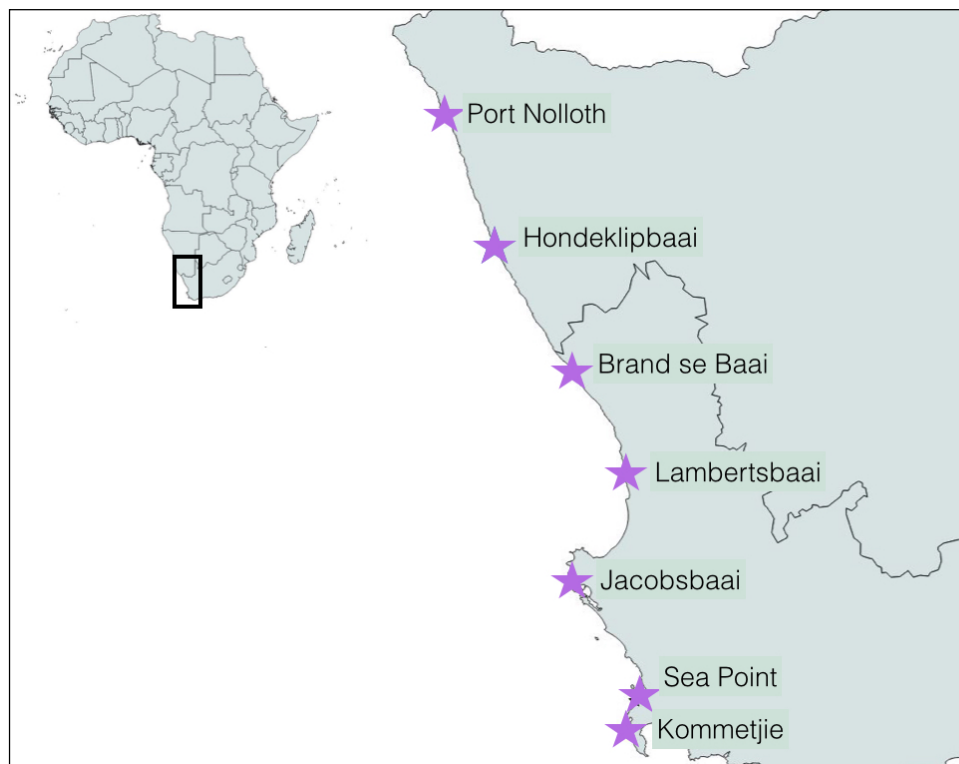 Port Nolloth
Hondeklipbaai
Brand se Baai
Lambertsbaai
Jacobsbaai
Sea Point
Kommetjie